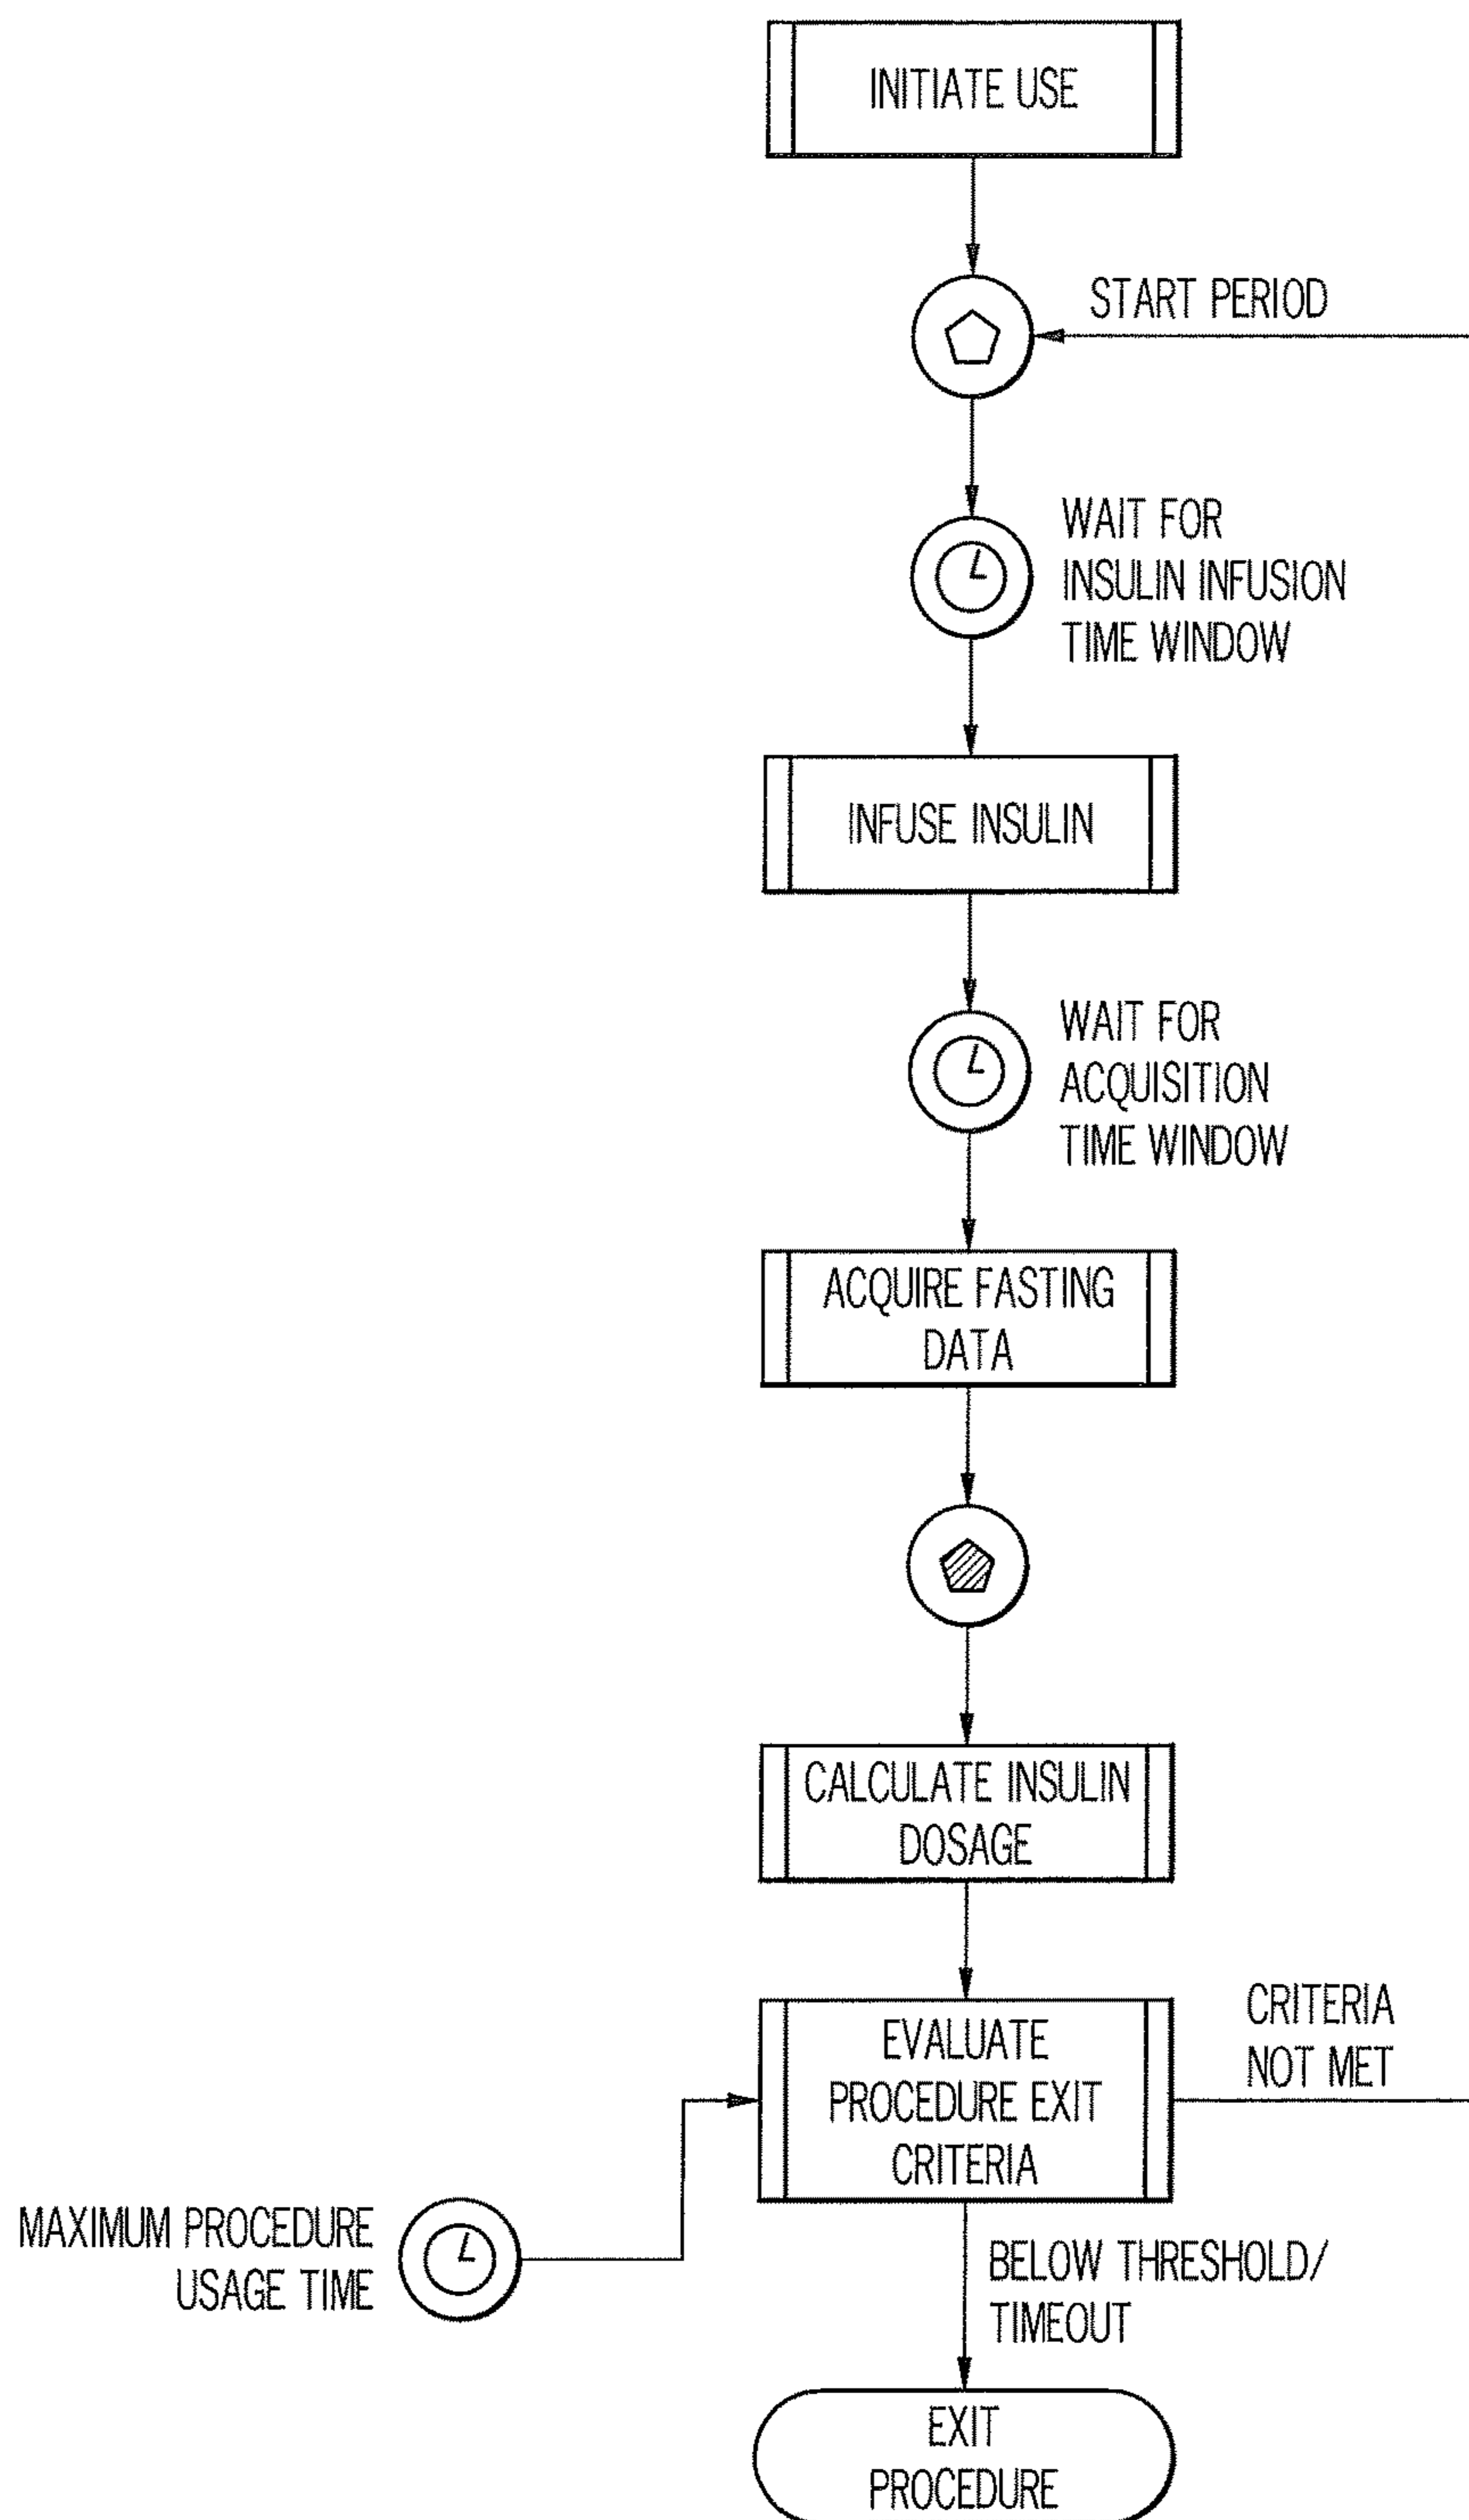 INITIATE USE
START PERIOD
WAIT FOR
INSULIN INFUSION
TIME WINDOW
INFUSE INSULIN
WAIT FOR
ACQUISITION
TIME WINDOW
ACQUIRE FASTING
DATA
CALCULATE INSULIN
DOSAGE
EVALUATE
PROCEDURE EXIT
CRITERIA
CRITERIA
NOT MET
MAXIMUM PROCEDURE
USAGE TIME
BELOW THRESHOLD/
TIMEOUT
EXIT
PROCEDURE